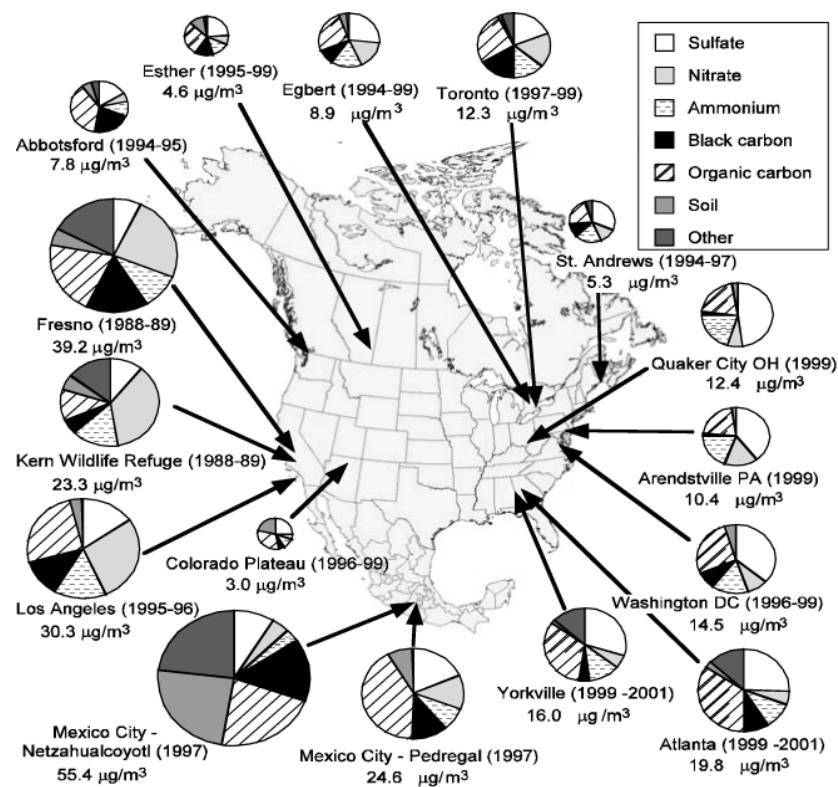 Esther (1995-99)
4.6 μg/m³
Egbert (1994-99)
8.9 μg/m³
Toronto (1997-99)
12.3 μg/m³
Sulfate
Nitrate
Ammonium
Black carbon
Organic carbon
Soil
Other
Abbotsford (1994-95)
7.8 μg/m³
St. Andrews (1994-97)
5.3 μg/m³
Fresno (1988-89)
39.2 μg/m³
Quaker City OH (1999)
12.4 μg/m³
Kern Wildlife Refuge (1988-89)
23.3 μg/m³
Arendstville PA (1999)
10.4 μg/m³
Colorado Plateau (1996-99)
3.0 μg/m³
Los Angeles (1995-96)
30.3 μg/m³
Washington DC (1996-99)
14.5 μg/m³
Yorkville (1999 -2001)
16.0 μg/m³
Mexico City -
Netzahualcoyotl (1997)
55.4 μg/m³
Mexico City - Pedregal (1997)
24.6 μg/m³
Atlanta (1999 -2001)
19.8 μg/m³